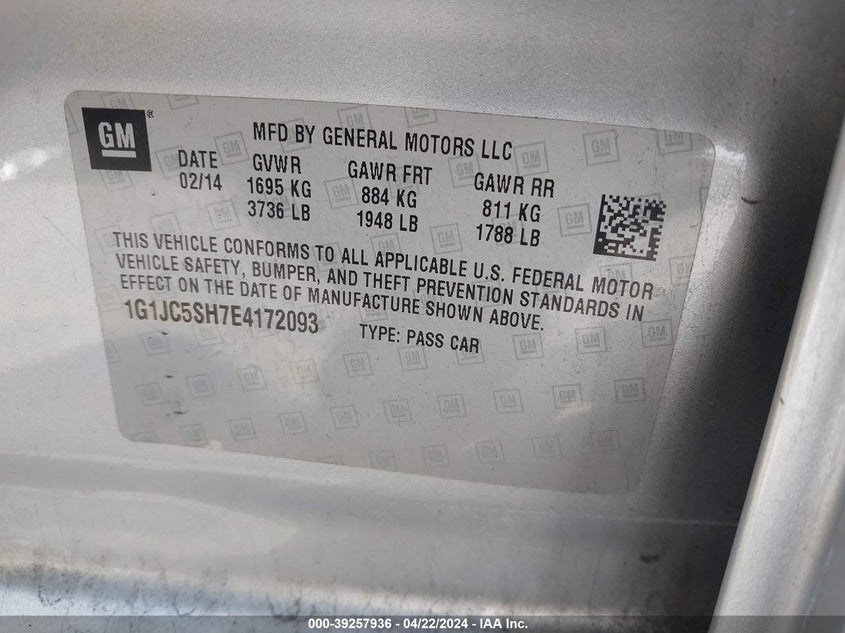 GM
MFD BY GENERAL MOTORS LLC
DATE GVWR GAWR FRT GAWR RR
02/14 1695 KG 884 KG 811 KG
3736 LB 1948 LB 1788 LB
THIS VEHICLE CONFORMS TO ALL APPLICABLE U.S. FEDERAL MOTOR
VEHICLE SAFETY, BUMPER, AND THEFT PREVENTION STANDARDS IN
EFFECT ON THE DATE OF MANUFACTURE SHOWN ABOVE.
1G1JC5SH7E4172093 TYPE: PASS CAR
000-39257936 - 04/22/2024 - IAA Inc.